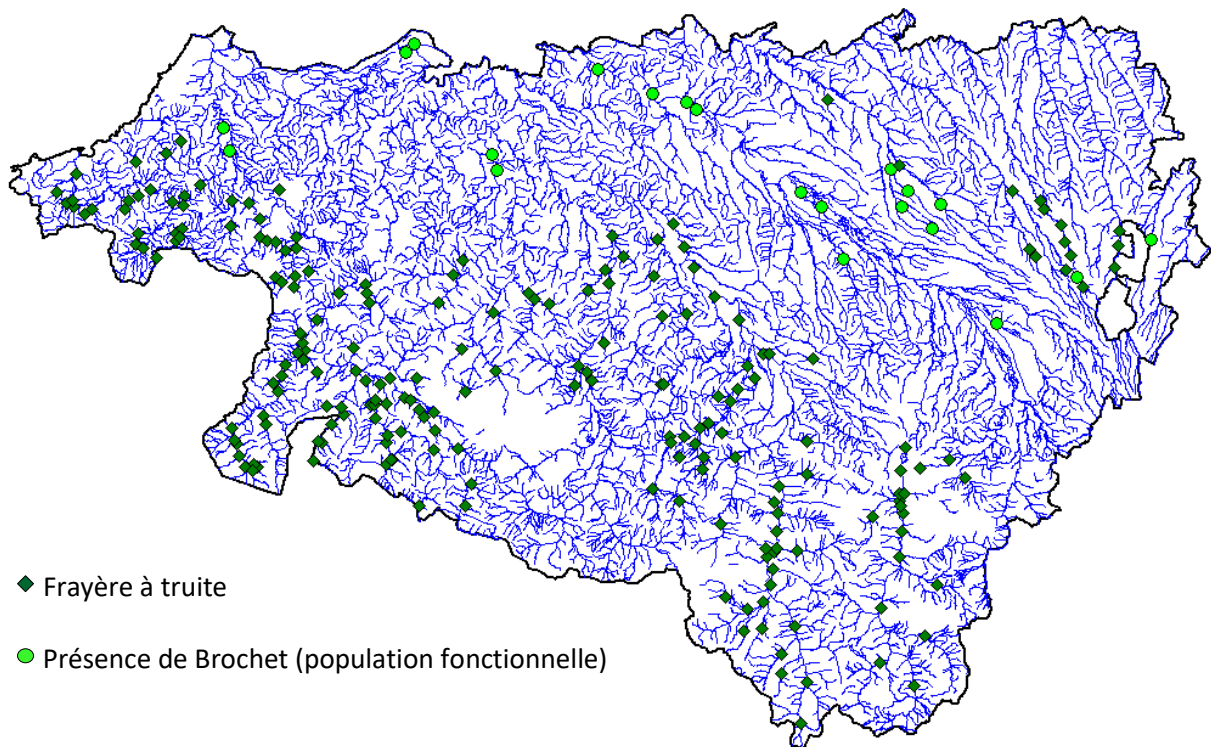 Frayère à truite
Présence de Brochet (population fonctionnelle)